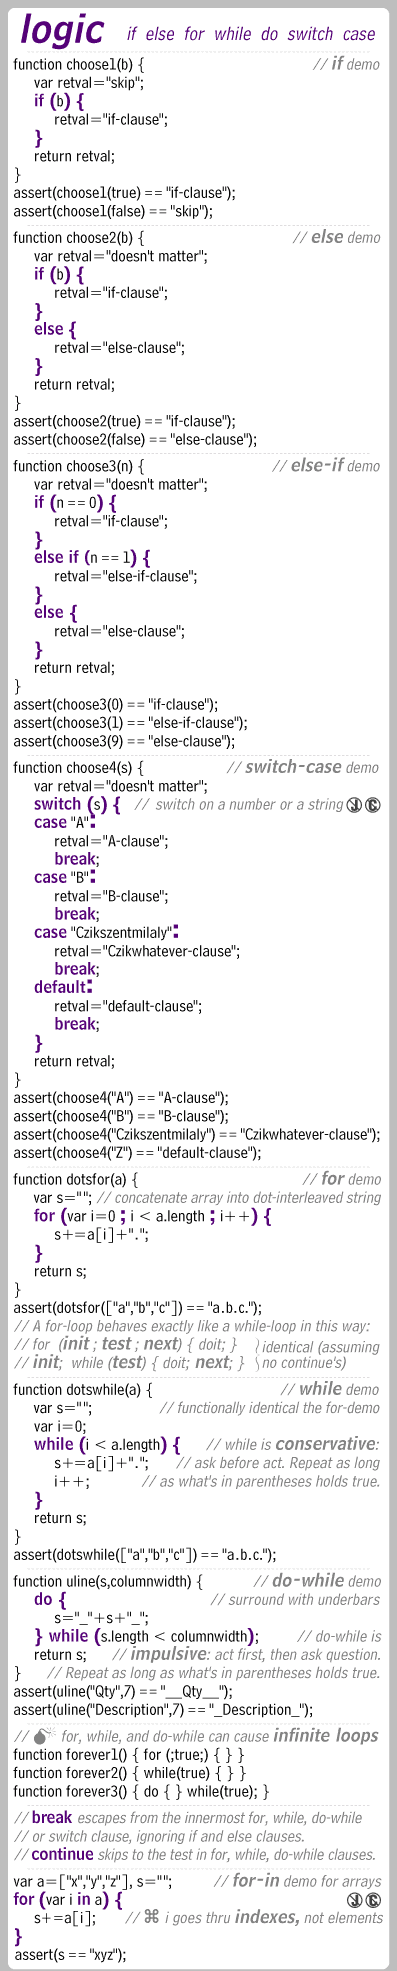 logic if else for while do switch case
function choose1(b) { // if demo
var retval="skip";
if (b) {
retval="if-clause";
}
return retval;
}
assert(choose1(true) == "if-clause");
assert(choose1(false) == "skip");
function choose2(b) { // else demo
var retval="doesn't matter";
if (b) {
retval="if-clause";
}
else {
retval="else-clause";
}
return retval;
}
assert(choose2(true) == "if-clause");
assert(choose2(false) == "else-clause");
function choose3(n) { // else-if demo
var retval="doesn't matter";
if (n == 0) {
retval="if-clause";
}
else if (n == 1) {
retval="else-if-clause";
}
else {
retval="else-clause";
}
return retval;
}
assert(choose3(0) == "if-clause");
assert(choose3(1) == "else-if-clause");
assert(choose3(9) == "else-clause");
function choose4(s) { // switch-case demo
var retval="doesn't matter";
switch (s) { // switch on a number or a string J C
case "A":
retval="A-clause";
break;
case "B":
retval="B-clause";
break;
case "Czikszentmilaly":
retval="Czikwhatever-clause";
break;
default:
retval="default-clause";
break;
}
return retval;
}
assert(choose4("A") == "A-clause");
assert(choose4("B") == "B-clause");
assert(choose4("Czikszentmilaly") == "Czikwhatever-clause");
assert(choose4("Z") == "default-clause");
function dotsfor(a) { // for demo
var s=""; // concatenate array into dot-interleaved string
for (var i=0 ; i < a.length ; i++) {
s+=a[i]+".";
}
return s;
}
assert(dotsfor(["a","b","c"]) == "a.b.c.");
// A for-loop behaves exactly like a while-loop in this way:
// for (init ; test ; next) { doit; } ⟩identical (assuming
// init; while (test) { doit; next; } ⟩no continue's)
function dotswhile(a) { // while demo
var s=""; // functionally identical the for-demo
var i=0;
while (i < a.length) { // while is conservative:
s+=a[i]+"."; // ask before act. Repeat as long
i++; // as what's in parentheses holds true.
}
return s;
}
assert(dotswhile(["a","b","c"]) == "a.b.c.");
function uline(s,columnwidth) { // do-while demo
do { // surround with underbars
s="_"+s+"_";
} while (s.length < columnwidth); // do-while is
return s; // impulsive: act first, then ask question.
} // Repeat as long as what's in parentheses holds true.
assert(uline("Qty",7) == "__Qty__");
assert(uline("Description",7) == "_Description_");
// 💣 for, while, and do-while can cause infinite loops
function forever1() { for (;true;) { } }
function forever2() { while(true) { } }
function forever3() { do { } while(true); }
// break escapes from the innermost for, while, do-while
// or switch clause, ignoring if and else clauses.
// continue skips to the test in for, while, do-while clauses.
var a=["x","y","z"], s=""; // for-in demo for arrays
for (var i in a) { J C
s+=a[i]; // ⌘ i goes thru indexes, not elements
}
assert(s == "xyz");